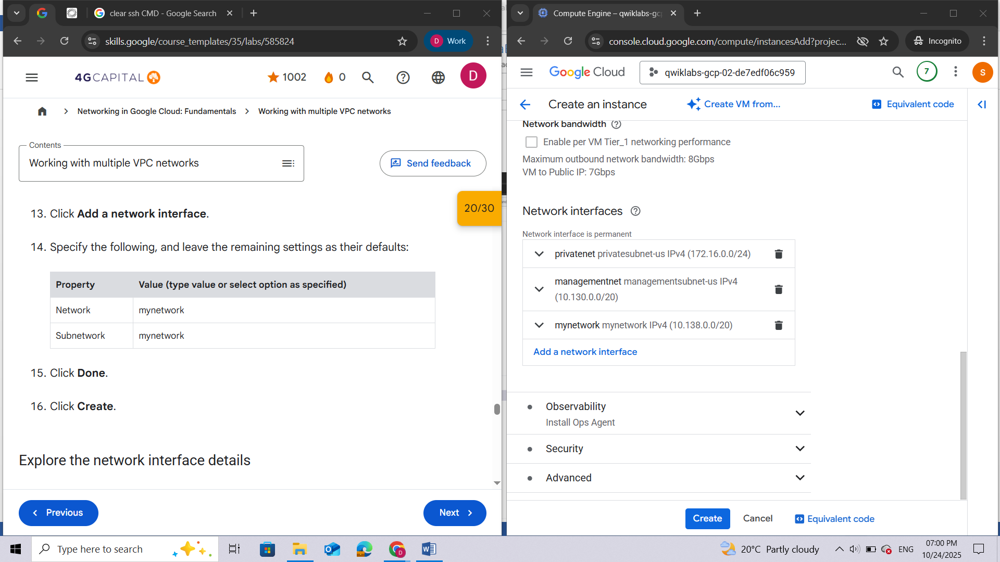 clear ssh CMD - Google Search
skills.google/course_templates/35/labs/585824
D
Work
4GCAPITAL
1002
0
D
Networking in Google Cloud: Fundamentals
Working with multiple VPC networks
Contents
Working with multiple VPC networks
Send feedback
20/30
13. Click Add a network interface.
14. Specify the following, and leave the remaining settings as their defaults:
Property
Value (type value or select option as specified)
Network
mynetwork
Subnetwork
mynetwork
15. Click Done.
16. Click Create.
Explore the network interface details
Previous
Next
Compute Engine – qwiklabs-gc
console.cloud.google.com/compute/instancesAdd?projec...
Incognito
Google Cloud
qwiklabs-gcp-02-de7edf06c959
7
S
Create an instance
Create VM from...
Equivalent code
Network bandwidth
Enable per VM Tier_1 networking performance
Maximum outbound network bandwidth: 8Gbps
VM to Public IP: 7Gbps
Network interfaces
Network interface is permanent
privatenet privatesubnet-us IPv4 (172.16.0.0/24)
managementnet managementsubnet-us IPv4
(10.130.0.0/20)
mynetwork mynetwork IPv4 (10.138.0.0/20)
Add a network interface
Observability
Install Ops Agent
Security
Advanced
Create
Cancel
Equivalent code
Type here to search
20°C Partly cloudy
ENG
07:00 PM
10/24/2025